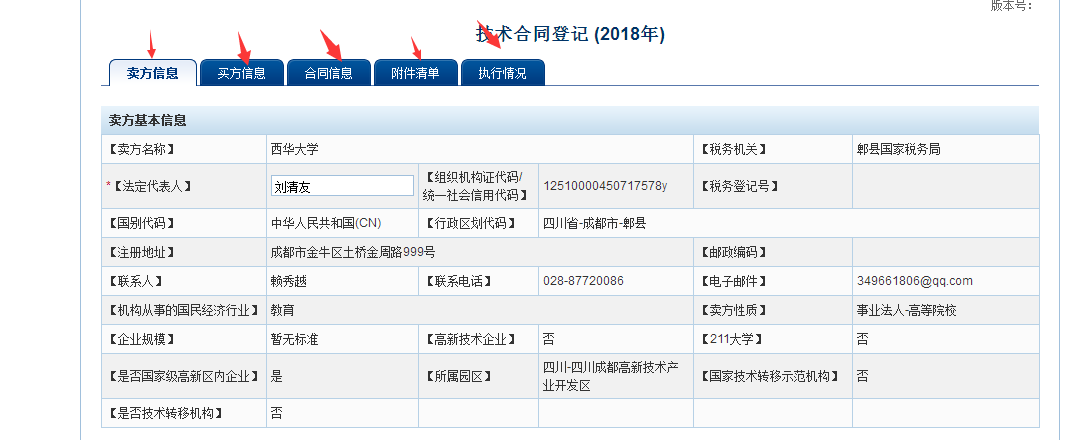 版本号：
技术合同登记 (2018年)
卖方信息 买方信息 合同信息 附件清单 执行情况
卖方基本信息
【卖方名称】 西华大学 【税务机关】 郫县国家税务局
*【法定代表人】 刘清友 【组织机构证代码/ 12510000450717578y 【税务登记号】
统一社会信用代码】
【国别代码】 中华人民共和国(CN) 【行政区划代码】 四川省-成都市-郫县
【注册地址】 成都市金牛区土桥金周路999号 【邮政编码】
【联系人】 赖秀越 【联系电话】 028-87720086 【电子邮件】 349661806@qq.com
【机构从事的国民经济行业】 教育 【卖方性质】 事业法人-高等院校
【企业规模】 暂无标准 【高新技术企业】 否 【211大学】 否
【是否国家级高新区内企业】 是 【所属园区】 四川-四川成都高新技术产 【国家技术转移示范机构】 否
业开发区
【是否技术转移机构】 否